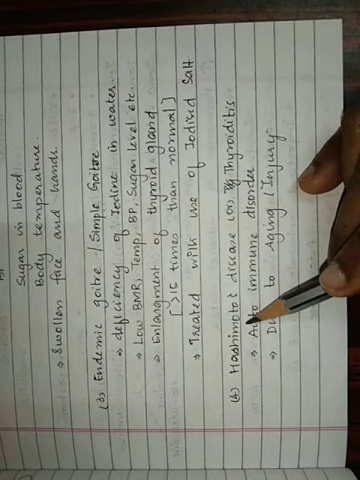 Sugar in blood
Body temperature.
→ Swollen face and hands.
(3) Endemic goitre / Simple Goitre
→ deficiency of Iodine in water
→ Low BMR, Temp, BP, Sugar level etc.
→ Enlargment of thyroid gland
[>15 times than normal]
→ Treated with use of Iodised Salt
(4) Hashimoto's disease (or) Thyroiditis
→ Auto immune disorder
→ to Aging / Injury